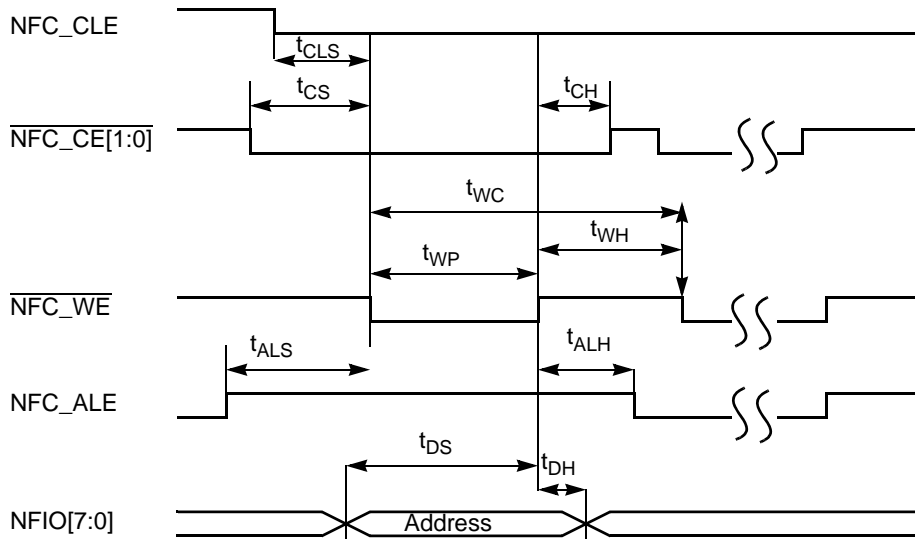 NFC_CLE
tCLS
tCS
tCH
NFC_CE[1:0]
tWC
tWH
tWP
NFC_WE
tALS
tALH
NFC_ALE
tDS
tDH
NFIO[7:0]
Address